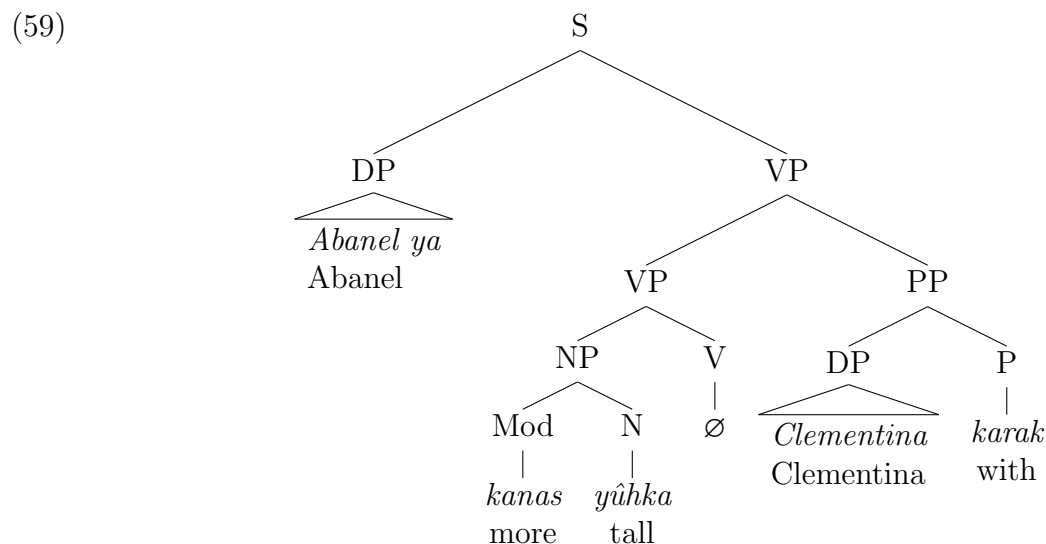 (59)
S
DP VP
Abanel ya
Abanel
VP PP
NP V DP P
Mod N ∅ Clementina karak
Clementina with
kanas yûhka
more tall